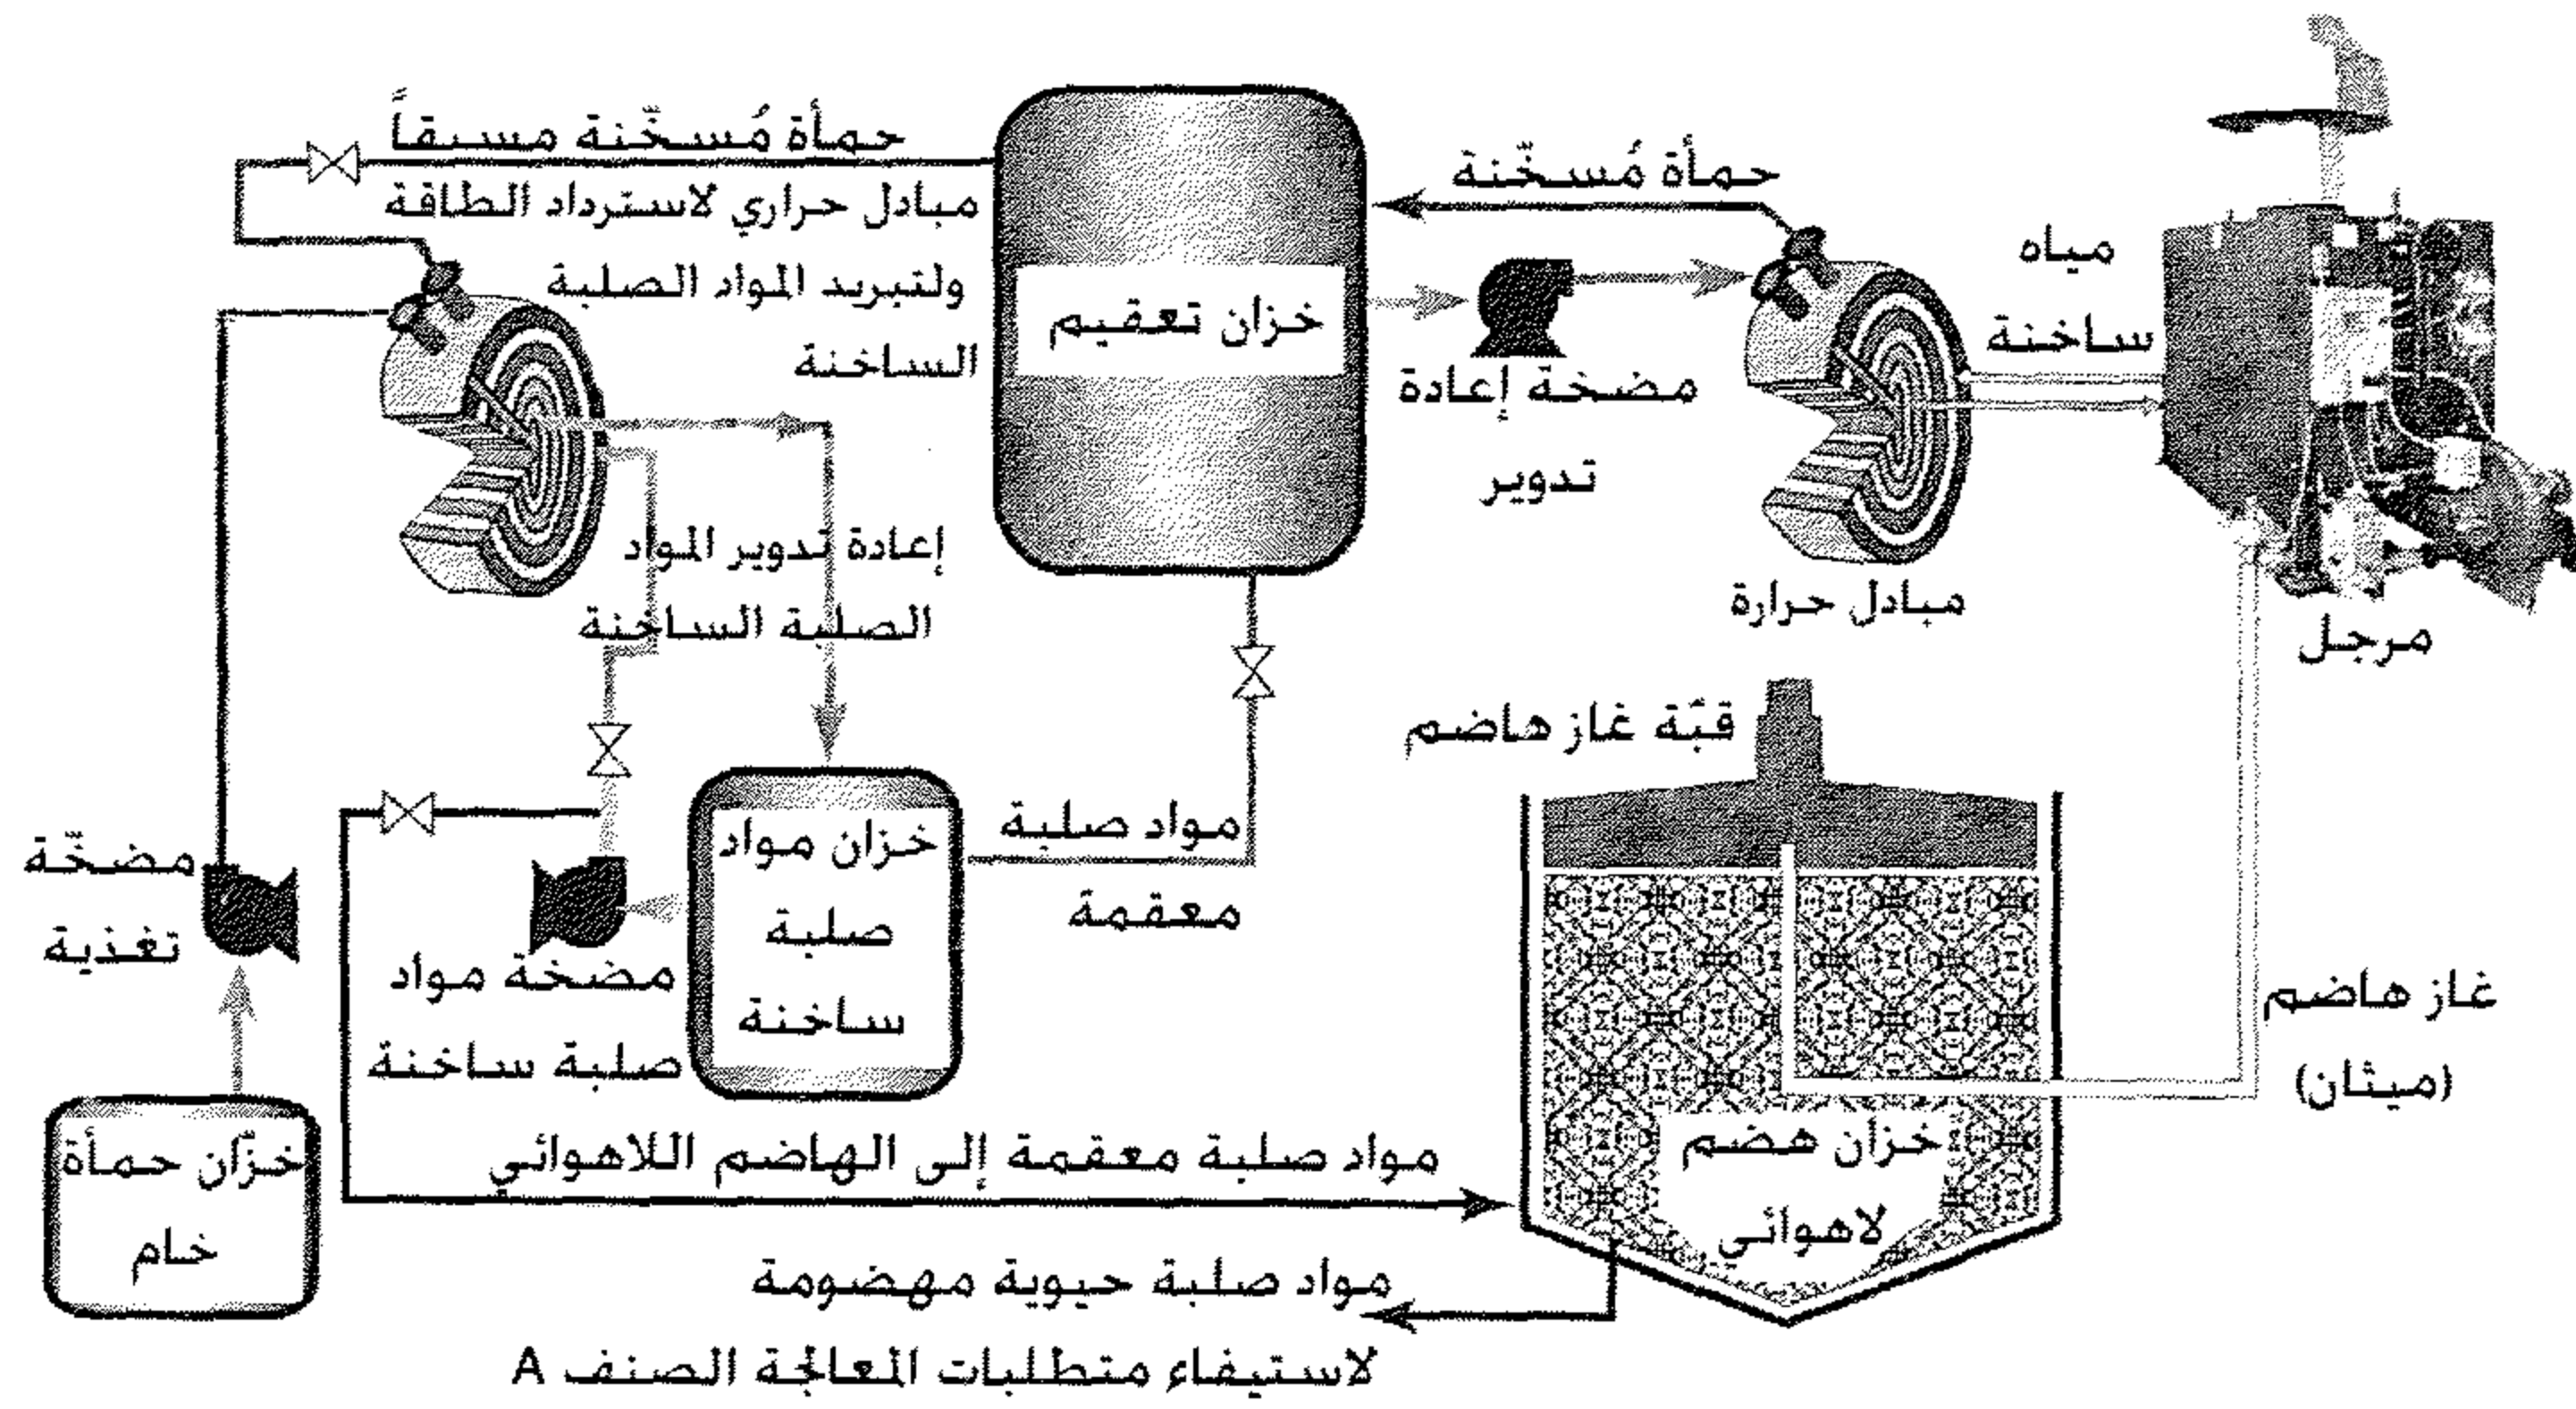 حمأة مُسخّنة مسبقاً
مبادل حراري لاسترداد الطاقة
ولتبريد المواد الصلبة
الساخنة
خزان تعقيم
حمأة مُسخّنة
مضخة إعادة
تدوير
مياه
ساخنة
مبادل حرارة
مرجل
إعادة تدوير المواد
الصلبة الساخنة
قبّة غاز هاضم
مضخّة
تغذية
خزان مواد
صلبة
ساخنة
مواد صلبة
معقمة
مضخة مواد
صلبة ساخنة
غاز هاضم
(ميثان)
خزّان حمأة
خام
مواد صلبة معقمة إلى الهاضم اللاهوائي
خزان هضم
لاهوائي
مواد صلبة حيوية مهضومة
لاستيفاء متطلبات المعالجة الصنف A